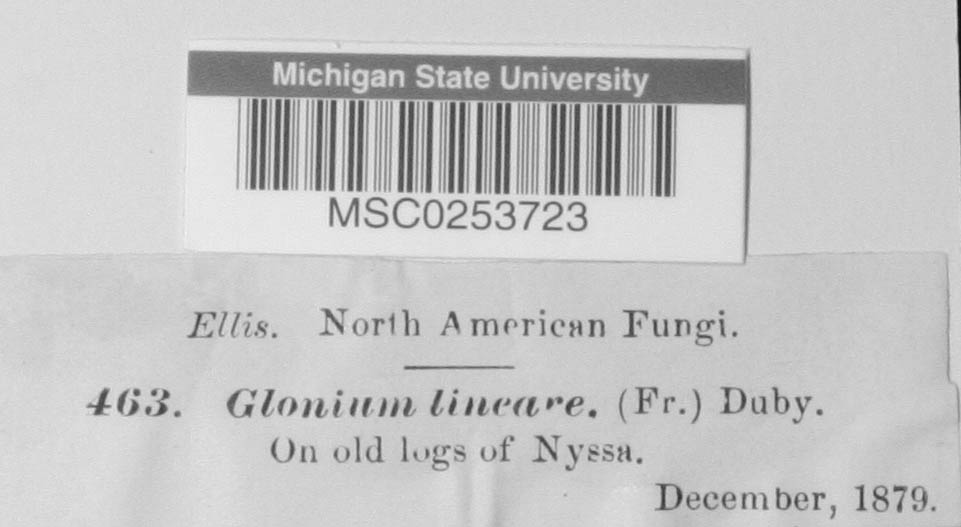 Michigan State University
MSC0253723
Ellis. North American Fungi.
463. Glonium lineare. (Fr.) Duby.
On old logs of Nyssa.
December, 1879.